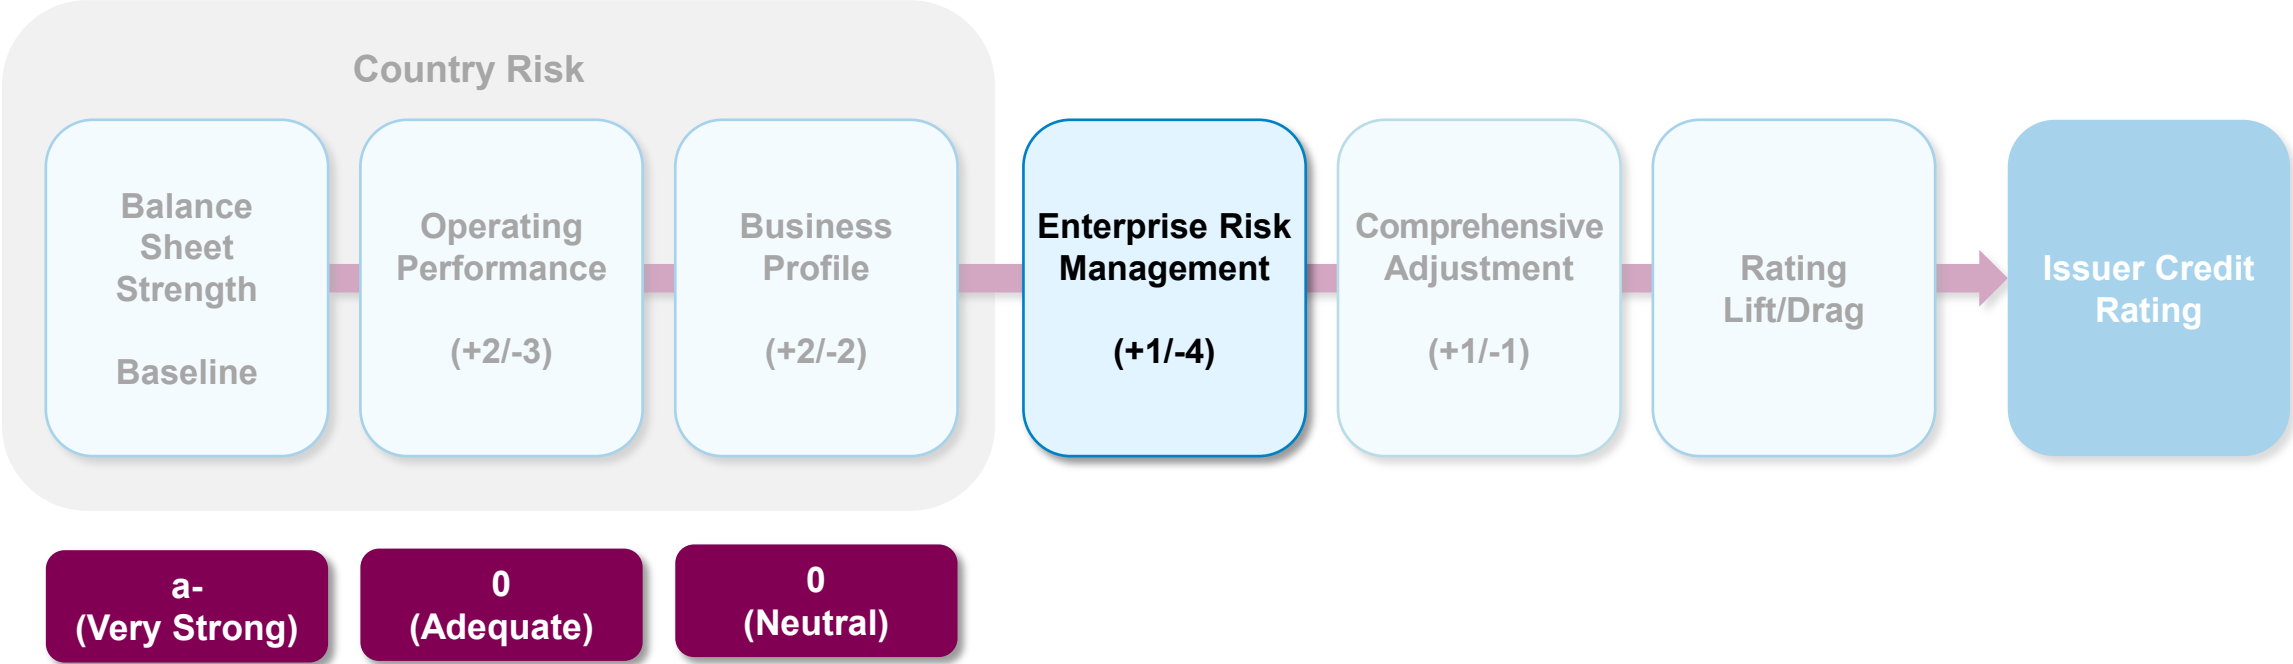 Country Risk
Balance
Sheet
Strength
Baseline
Operating
Performance
(+2/-3)
Business
Profile
(+2/-2)
Enterprise Risk
Management
(+1/-4)
Comprehensive
Adjustment
(+1/-1)
Rating
Lift/Drag
Issuer Credit
Rating
a-
(Very Strong)
0
(Adequate)
0
(Neutral)